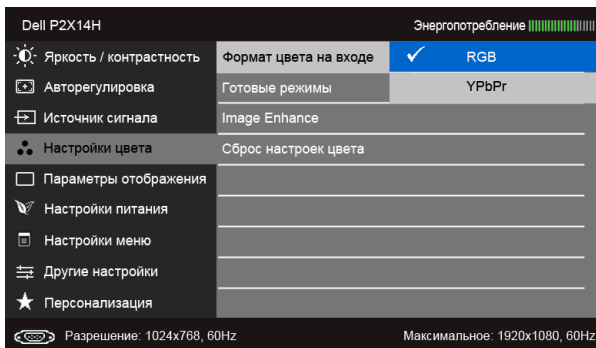 Dell P2X14H Энергопотребление
Яркость / контрастность Формат цвета на входе RGB
Авторегулировка Готовые режимы YPbPr
Источник сигнала Image Enhance
Настройки цвета Сброс настроек цвета
Параметры отображения
Настройки питания
Настройки меню
Другие настройки
Персонализация
Разрешение: 1024x768, 60Hz Максимальное: 1920x1080, 60Hz